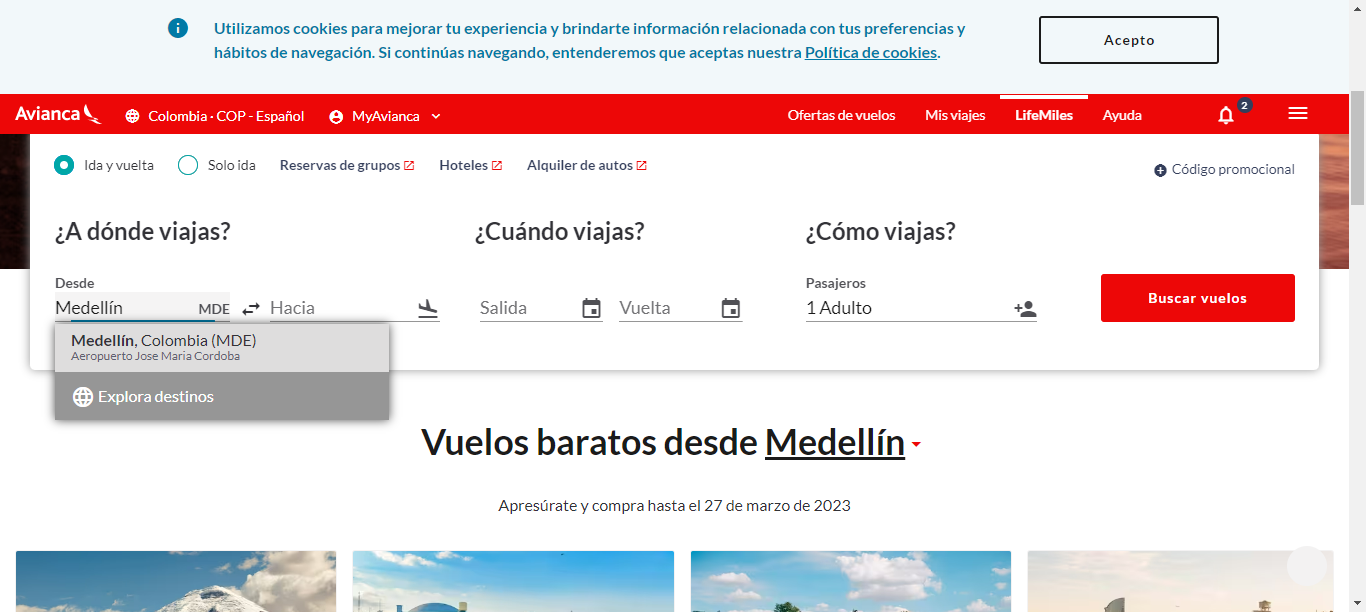 Utilizamos cookies para mejorar tu experiencia y brindarte información relacionada con tus preferencias y
hábitos de navegación. Si continúas navegando, entenderemos que aceptas nuestra Política de cookies.
Acepto
Avianca
Colombia · COP - Español
MyAvianca
Ofertas de vuelos
Mis viajes
LifeMiles
Ayuda
2
Ida y vuelta
Solo ida
Reservas de grupos
Hoteles
Alquiler de autos
Código promocional
¿A dónde viajas?
¿Cuándo viajas?
¿Cómo viajas?
Desde
Pasajeros
Medellín MDE
Hacia
Salida
Vuelta
1 Adulto
Buscar vuelos
Medellín, Colombia (MDE)
Aeropuerto Jose Maria Cordoba
Explora destinos
Vuelos baratos desde Medellín
Apresúrate y compra hasta el 27 de marzo de 2023